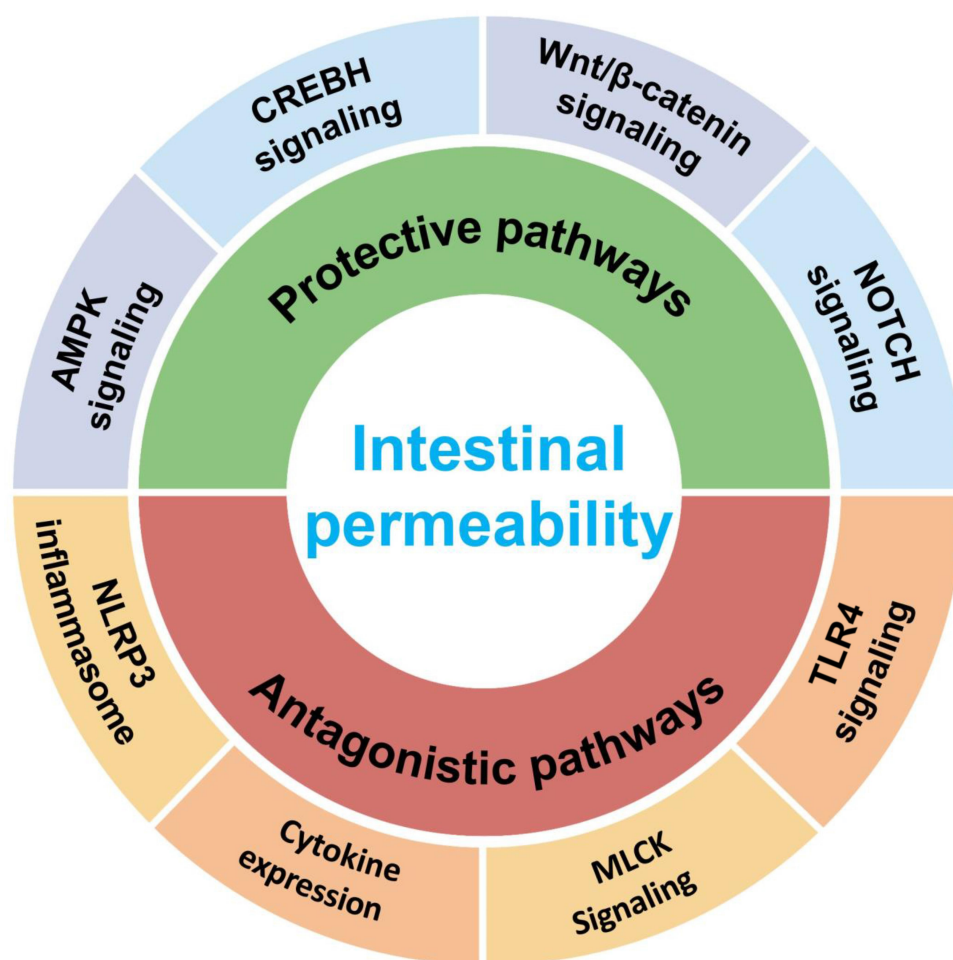 CREBH
signaling
Wnt/β-catenin
signaling
AMPK
signaling
NOTCH
signaling
Protective pathways
Intestinal
permeability
Antagonistic pathways
NLRP3
inflammasome
TLR4
signaling
Cytokine
expression
MLCK
Signaling